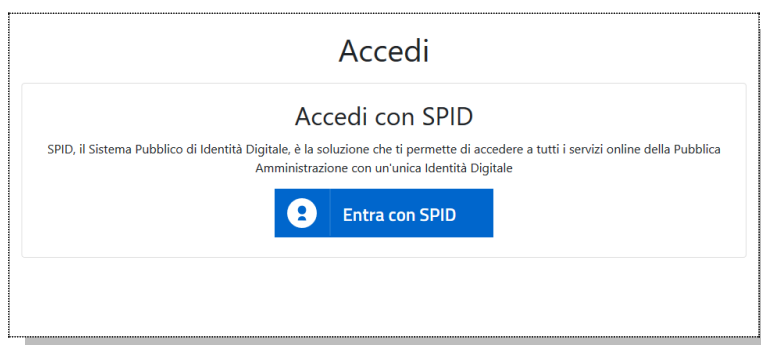 Accedi
Accedi con SPID
SPID, il Sistema Pubblico di Identità Digitale, è la soluzione che ti permette di accedere a tutti i servizi online della Pubblica
Amministrazione con un'unica Identità Digitale
Entra con SPID